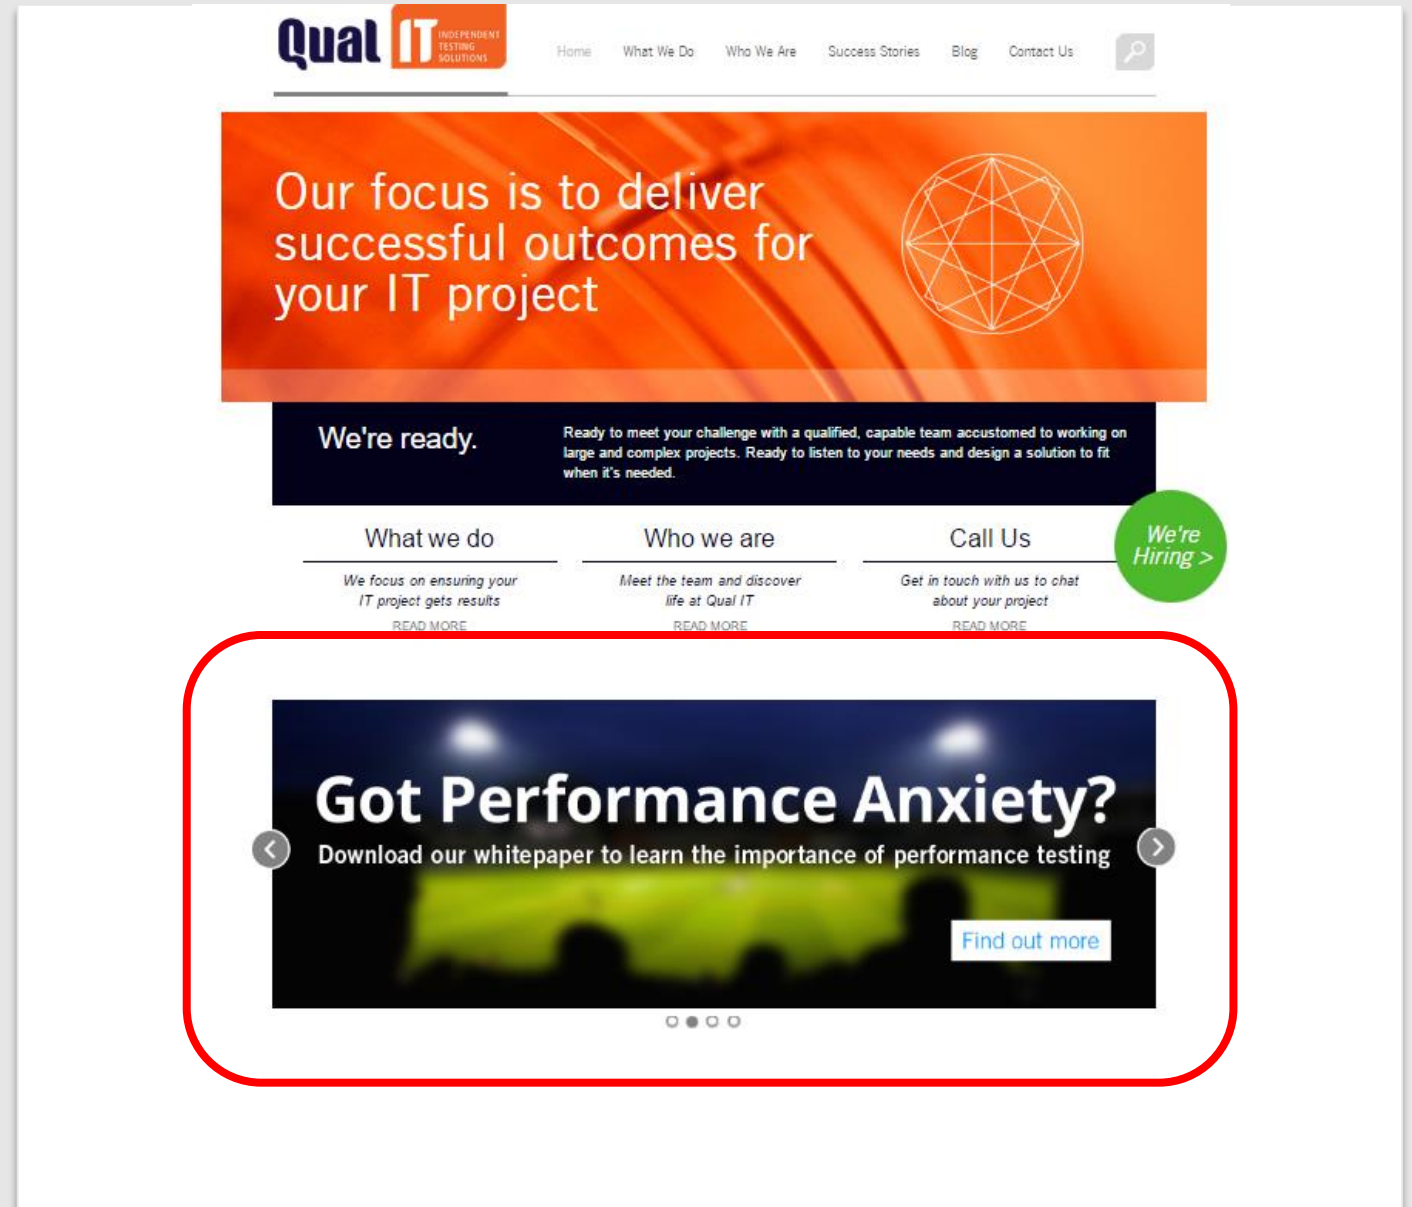 Qual IT INDEPENDENT
TESTING
SOLUTIONS
Home What We Do Who We Are Success Stories Blog Contact Us
Our focus is to deliver
successful outcomes for
your IT project
We're ready.
Ready to meet your challenge with a qualified, capable team accustomed to working on
large and complex projects. Ready to listen to your needs and design a solution to fit
when it's needed.
What we do
We focus on ensuring your
IT project gets results
READ MORE
Who we are
Meet the team and discover
life at Qual IT
READ MORE
Call Us
Get in touch with us to chat
about your project
READ MORE
We're
Hiring >
Got Performance Anxiety?
Download our whitepaper to learn the importance of performance testing
Find out more